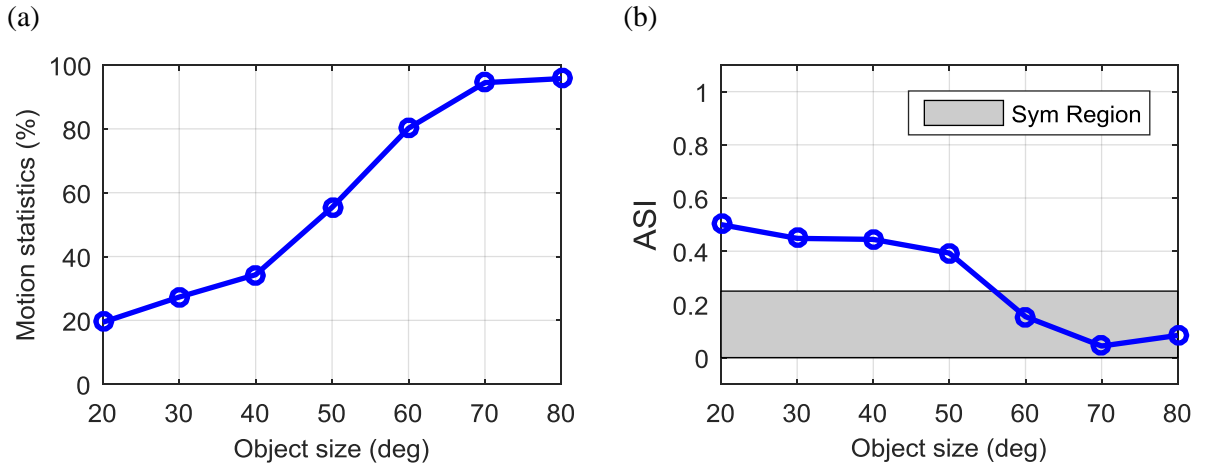 (a)
(b)
Motion statistics (%)
100
80
60
40
20
0
20 30 40 50 60 70 80
Object size (deg)
ASI
1
0.8
0.6
0.4
0.2
0
Sym Region
20 30 40 50 60 70 80
Object size (deg)